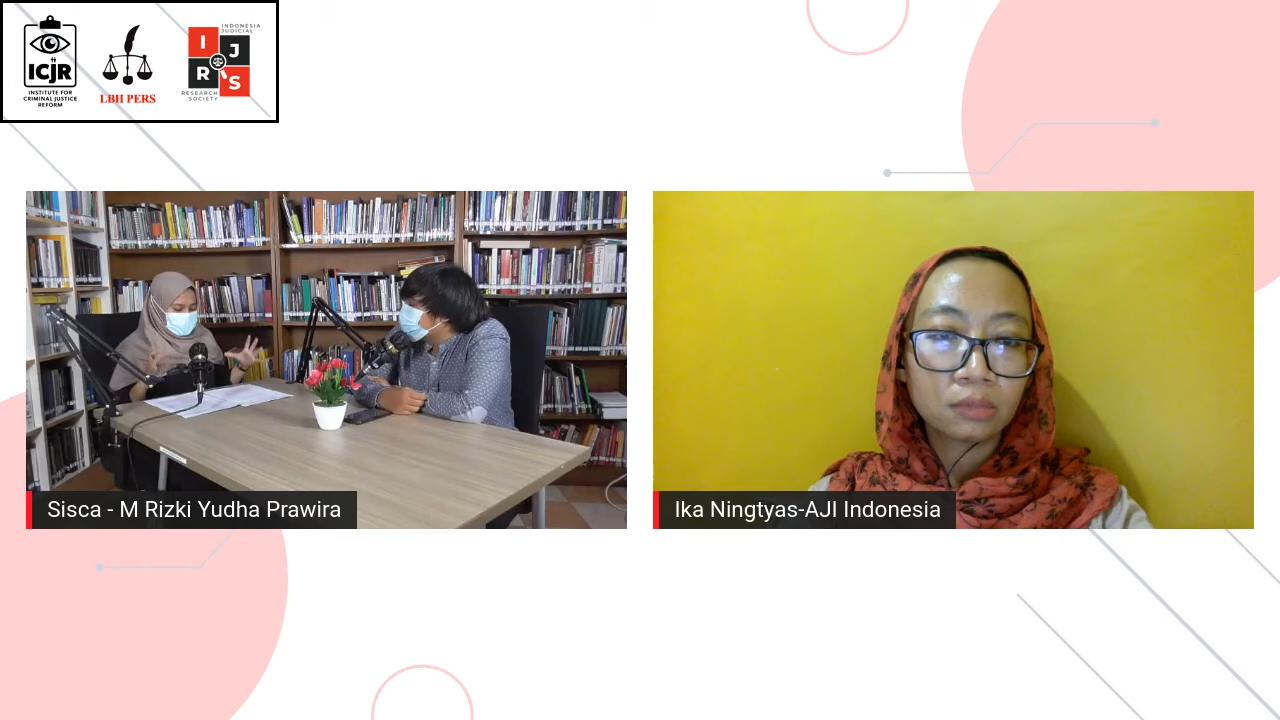 ICJR
INSTITUTE FOR
CRIMINAL JUSTICE
REFORM
LBH PERS
INDONESIA
JUDICIAL
I
J
R
S
RESEARCH
SOCIETY
Sisca - M Rizki Yudha Prawira
Ika Ningtyas-AJI Indonesia